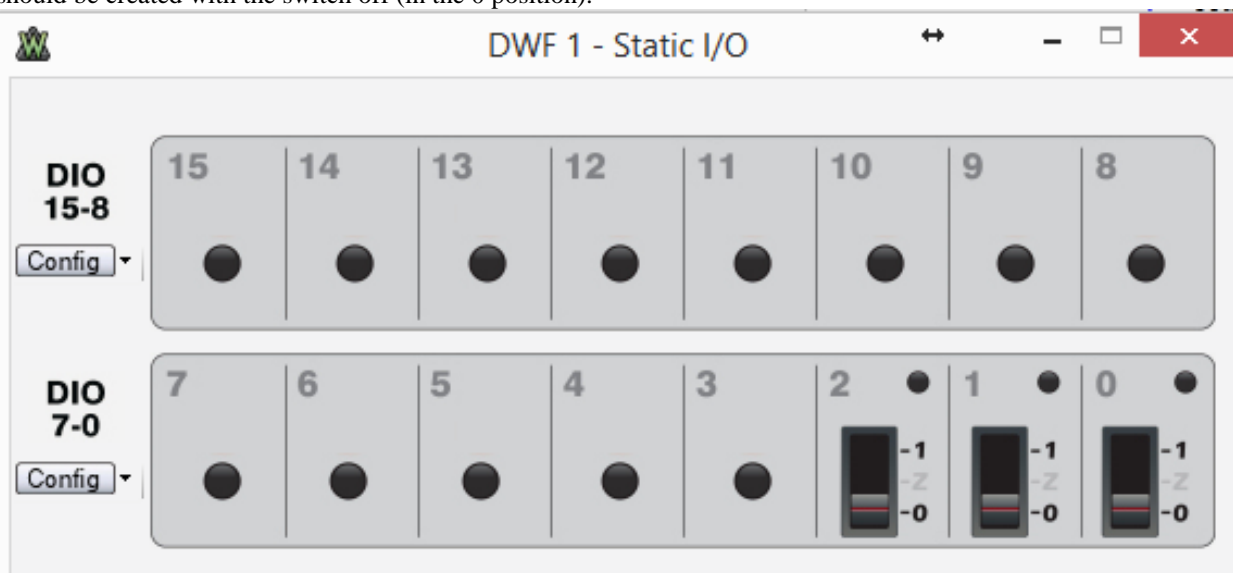 should be created with the switch off (in the 0 position).
DWF 1 - Static I/O
DIO
15-8
Config
15 14 13 12 11 10 9 8
DIO
7-0
Config
7 6 5 4 3 2 1 0
-1 -1 -1
-Z -Z -Z
-0 -0 -0